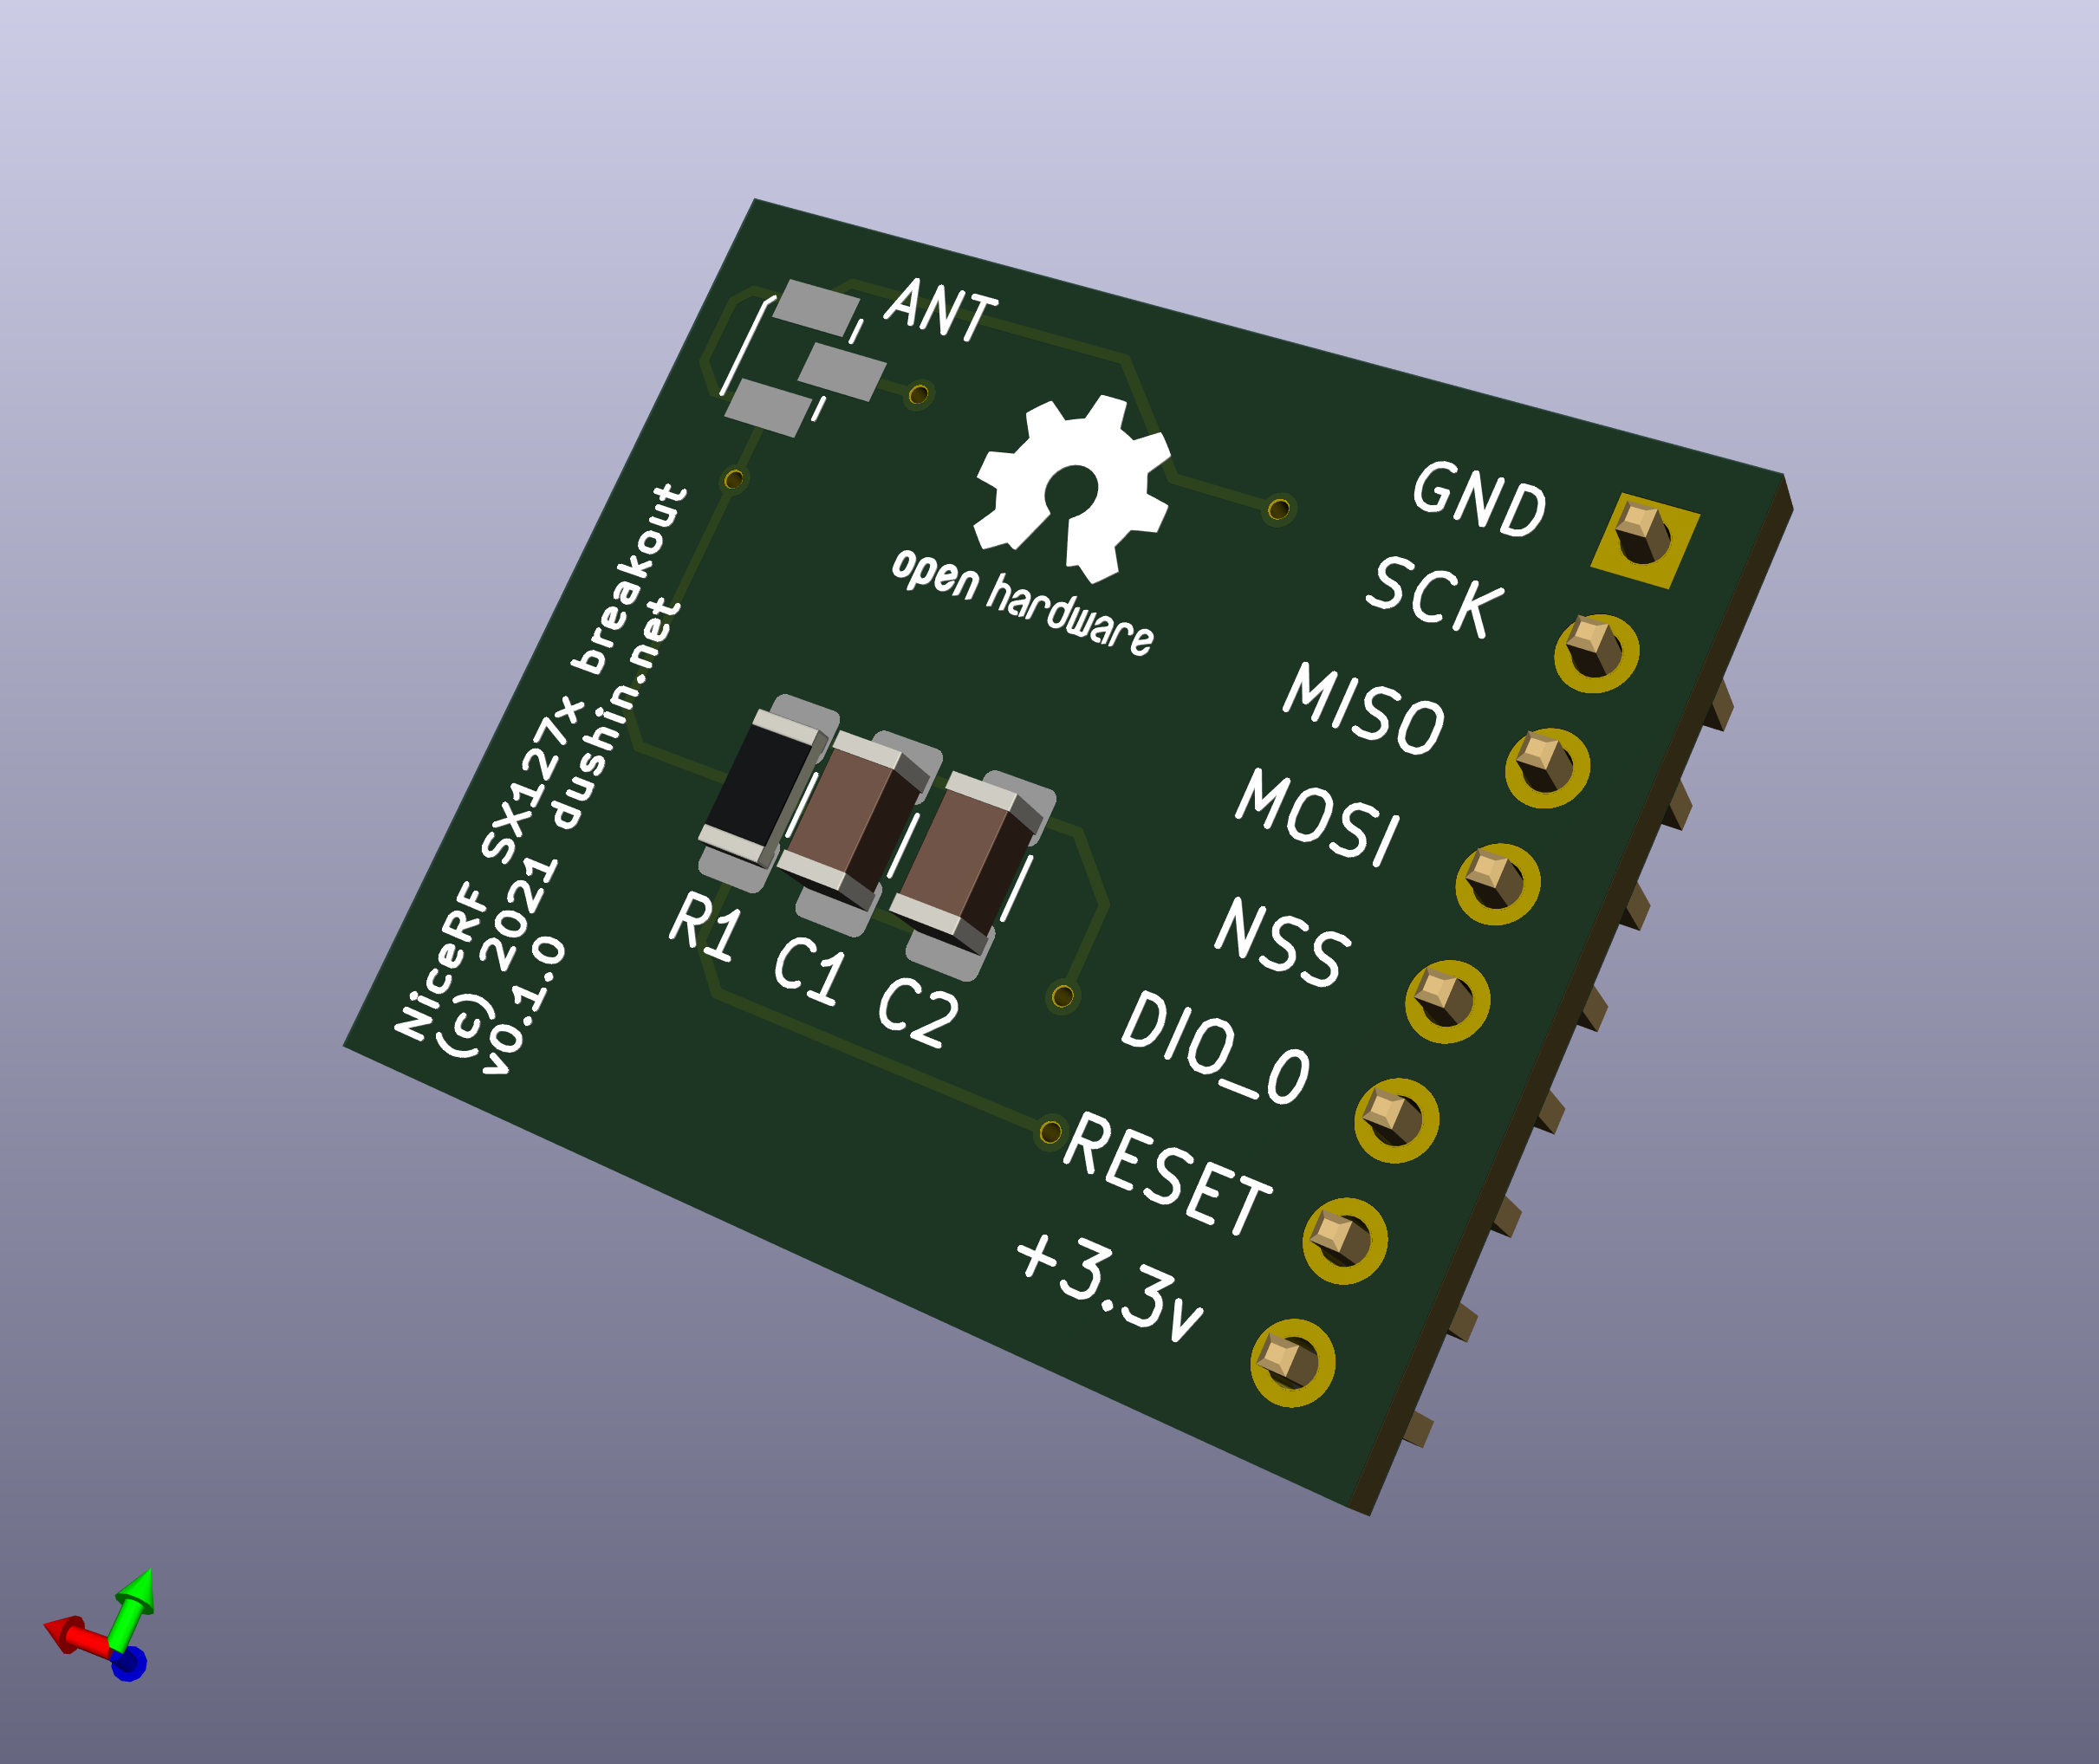 ANT
open hardware
GND
SCK
MISO
MOSI
NSS
DIO_0
RESET
+3.3v
R1
C1
C2
NiceRF SX127x breakout
(c) 2021 dushin.net
v0.1.0